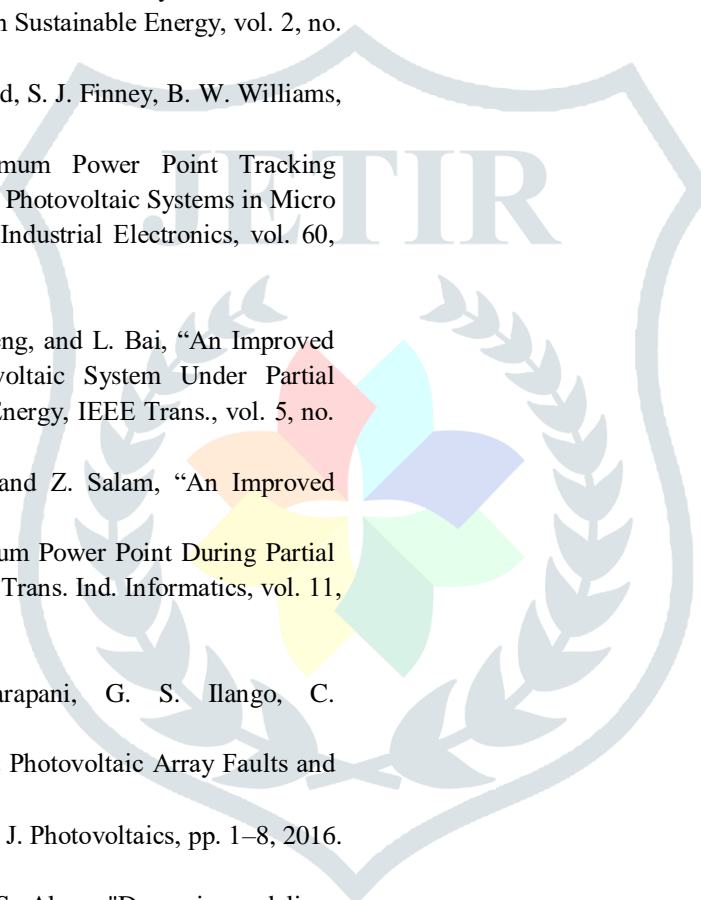 n Sustainable Energy, vol. 2, no.
d, S. J. Finney, B. W. Williams,
JETIR
mum Power Point Tracking
Photovoltaic Systems in Micro
Industrial Electronics, vol. 60,
eng, and L. Bai, “An Improved
voltaic System Under Partial
Energy, IEEE Trans., vol. 5, no.
and Z. Salam, “An Improved
um Power Point During Partial
Trans. Ind. Informatics, vol. 11,
arapani, G. S. Ilango, C.
Photovoltaic Array Faults and
J. Photovoltaics, pp. 1–8, 2016.